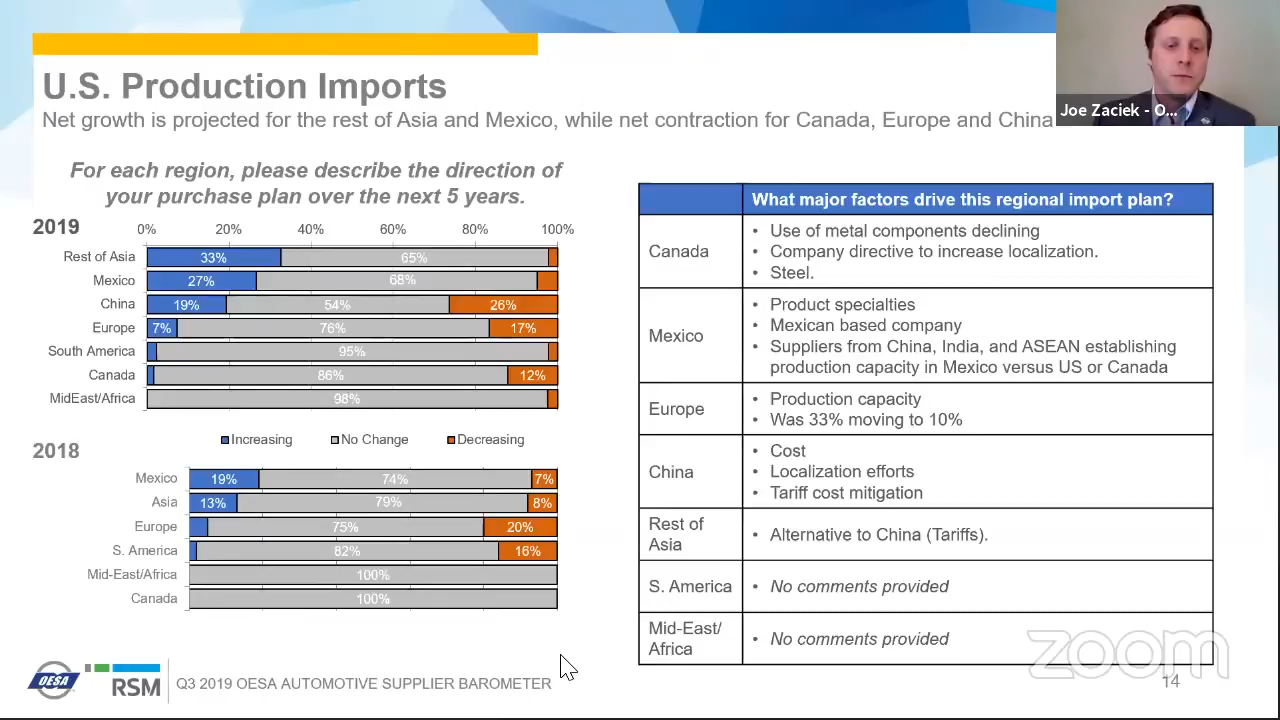 U.S. Production Imports
Net growth is projected for the rest of Asia and Mexico, while net contraction for Canada, Europe and China
Joe Zaciek - O...
For each region, please describe the direction of
your purchase plan over the next 5 years.
2019
0% 20% 40% 60% 80% 100%
Rest of Asia 33% 65%
Mexico 27% 68%
China 19% 54% 26%
Europe 7% 76% 17%
South America 95%
Canada 86% 12%
MidEast/Africa 98%
Increasing No Change Decreasing
2018
Mexico 19% 74% 7%
Asia 13% 79% 8%
Europe 75% 20%
S. America 82% 16%
Mid-East/Africa 100%
Canada 100%
What major factors drive this regional import plan?
Canada
• Use of metal components declining
• Company directive to increase localization.
• Steel.
Mexico
• Product specialties
• Mexican based company
• Suppliers from China, India, and ASEAN establishing
production capacity in Mexico versus US or Canada
Europe
• Production capacity
• Was 33% moving to 10%
China
• Cost
• Localization efforts
• Tariff cost mitigation
Rest of
Asia
• Alternative to China (Tariffs).
S. America
• No comments provided
Mid-East/
Africa
• No comments provided
zoom
OESA
RSM
Q3 2019 OESA AUTOMOTIVE SUPPLIER BAROMETER
14